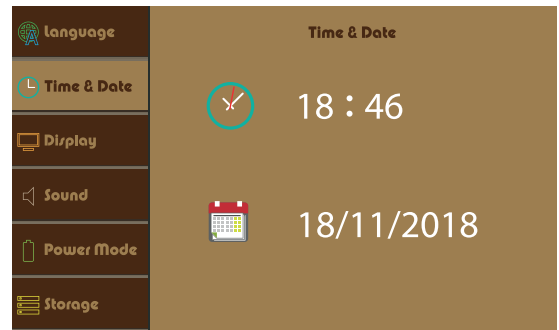 Language
Time & Date
Display
Sound
Power Mode
Storage
Time & Date
18 : 46
18/11/2018